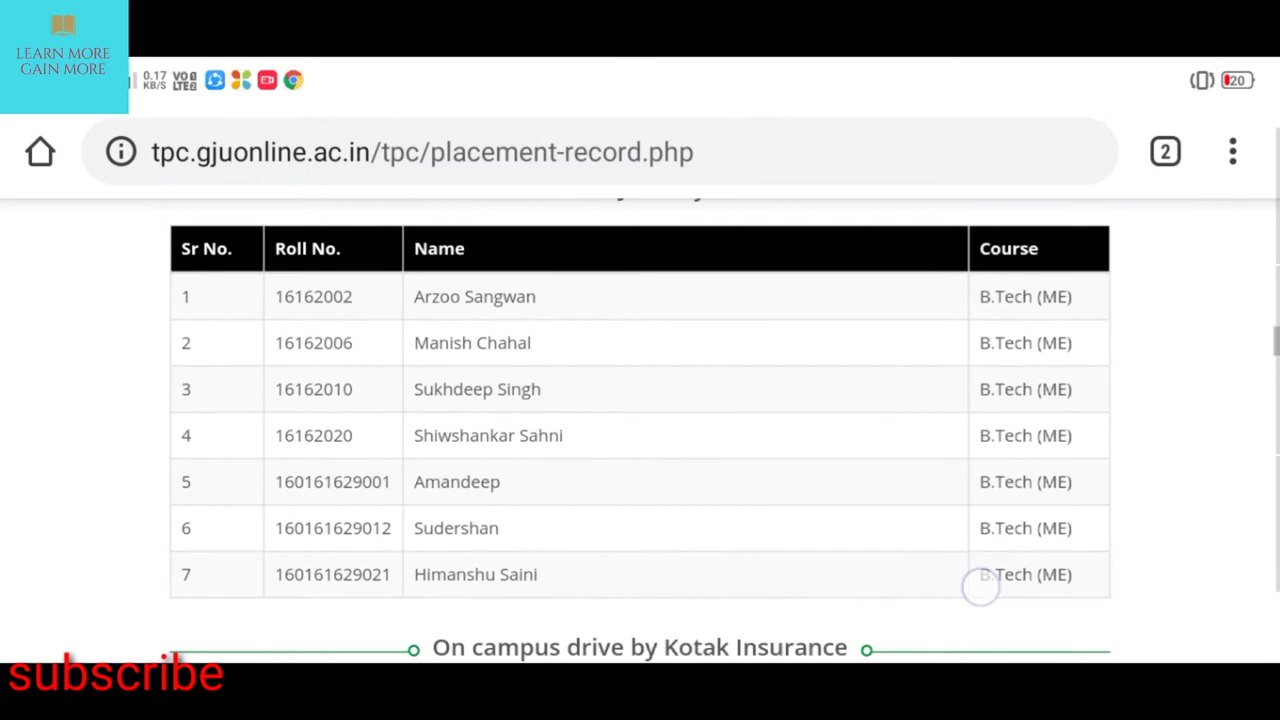 LEARN MORE
GAIN MORE
0.17 KB/S VO LTE2 20
tpc.gjuonline.ac.in/tpc/placement-record.php 2
Sr No. Roll No. Name Course
1 16162002 Arzoo Sangwan B.Tech (ME)
2 16162006 Manish Chahal B.Tech (ME)
3 16162010 Sukhdeep Singh B.Tech (ME)
4 16162020 Shiwshankar Sahni B.Tech (ME)
5 160161629001 Amandeep B.Tech (ME)
6 160161629012 Sudershan B.Tech (ME)
7 160161629021 Himanshu Saini B.Tech (ME)
On campus drive by Kotak Insurance
subscribe